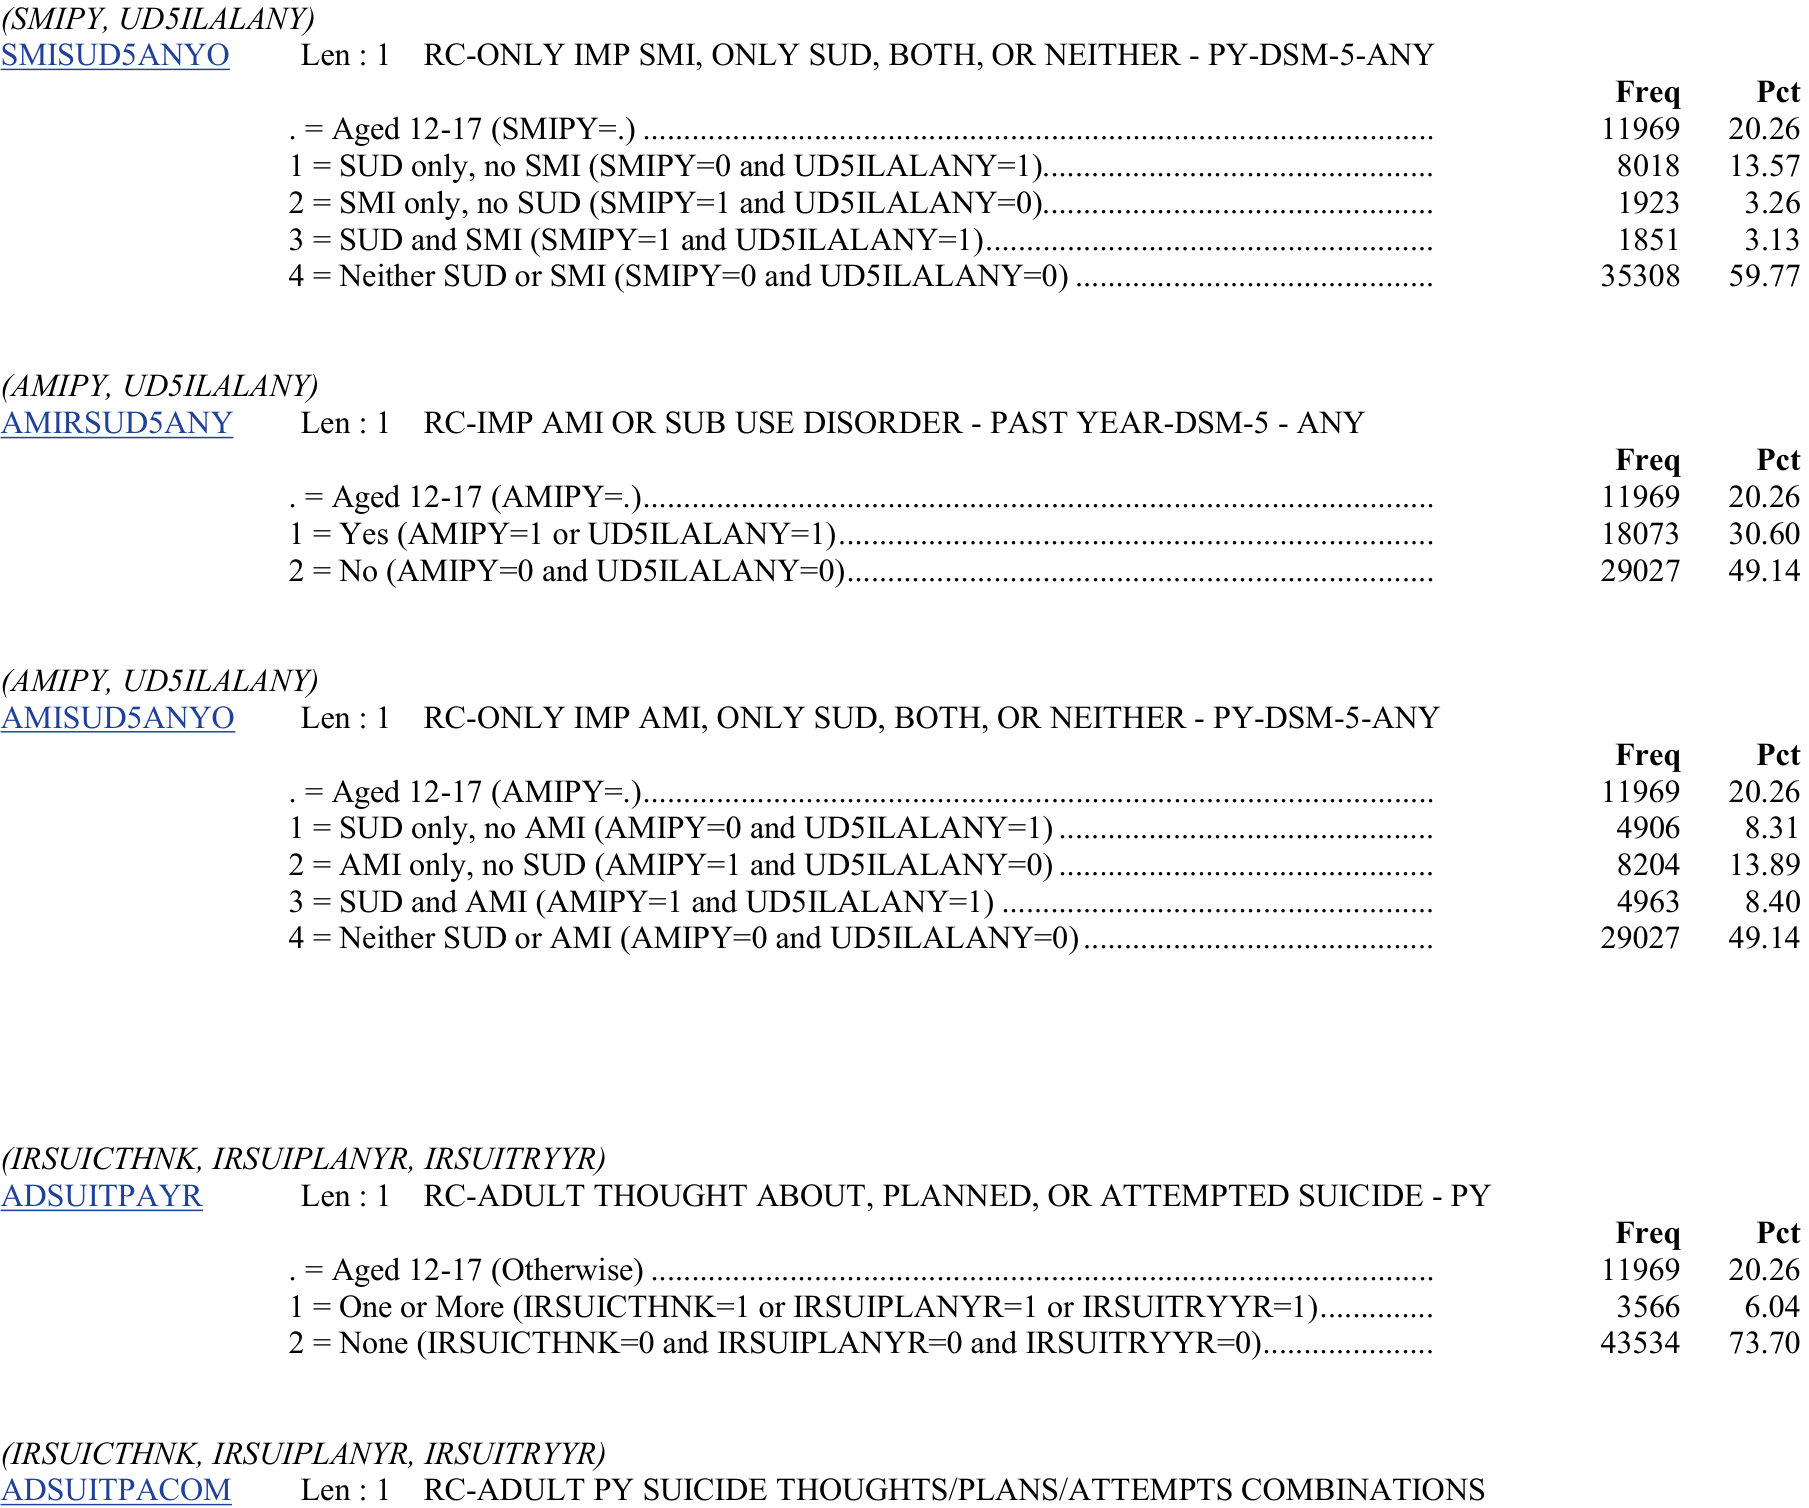 (SMIPY, UD5ILALANY)
SMISUD5ANYO Len : 1 RC-ONLY IMP SMI, ONLY SUD, BOTH, OR NEITHER - PY-DSM-5-ANY
Freq Pct
. = Aged 12-17 (SMIPY=.) ................................................ 11969 20.26
1 = SUD only, no SMI (SMIPY=0 and UD5ILALANY=1)................................................ 8018 13.57
2 = SMI only, no SUD (SMIPY=1 and UD5ILALANY=0)................................................ 1923 3.26
3 = SUD and SMI (SMIPY=1 and UD5ILALANY=1)................................................ 1851 3.13
4 = Neither SUD or SMI (SMIPY=0 and UD5ILALANY=0) ............................................ 35308 59.77
(AMIPY, UD5ILALANY)
AMIRSUD5ANY Len : 1 RC-IMP AMI OR SUB USE DISORDER - PAST YEAR-DSM-5 - ANY
Freq Pct
. = Aged 12-17 (AMIPY=.)................................................ 11969 20.26
1 = Yes (AMIPY=1 or UD5ILALANY=1)................................................ 18073 30.60
2 = No (AMIPY=0 and UD5ILALANY=0)................................................ 29027 49.14
(AMIPY, UD5ILALANY)
AMISUD5ANYO Len : 1 RC-ONLY IMP AMI, ONLY SUD, BOTH, OR NEITHER - PY-DSM-5-ANY
Freq Pct
. = Aged 12-17 (AMIPY=.)................................................ 11969 20.26
1 = SUD only, no AMI (AMIPY=0 and UD5ILALANY=1) .............................................. 4906 8.31
2 = AMI only, no SUD (AMIPY=1 and UD5ILALANY=0) .............................................. 8204 13.89
3 = SUD and AMI (AMIPY=1 and UD5ILALANY=1) ................................................ 4963 8.40
4 = Neither SUD or AMI (AMIPY=0 and UD5ILALANY=0) ........................................... 29027 49.14
(IRSUICTHNK, IRSUIPLANYR, IRSUITRYYR)
ADSUITPAYR Len : 1 RC-ADULT THOUGHT ABOUT, PLANNED, OR ATTEMPTED SUICIDE - PY
Freq Pct
. = Aged 12-17 (Otherwise) ................................................ 11969 20.26
1 = One or More (IRSUICTHNK=1 or IRSUIPLANYR=1 or IRSUITRYYR=1).............. 3566 6.04
2 = None (IRSUICTHNK=0 and IRSUIPLANYR=0 and IRSUITRYYR=0)..................... 43534 73.70
(IRSUICTHNK, IRSUIPLANYR, IRSUITRYYR)
ADSUITPACOM Len : 1 RC-ADULT PY SUICIDE THOUGHTS/PLANS/ATTEMPTS COMBINATIONS